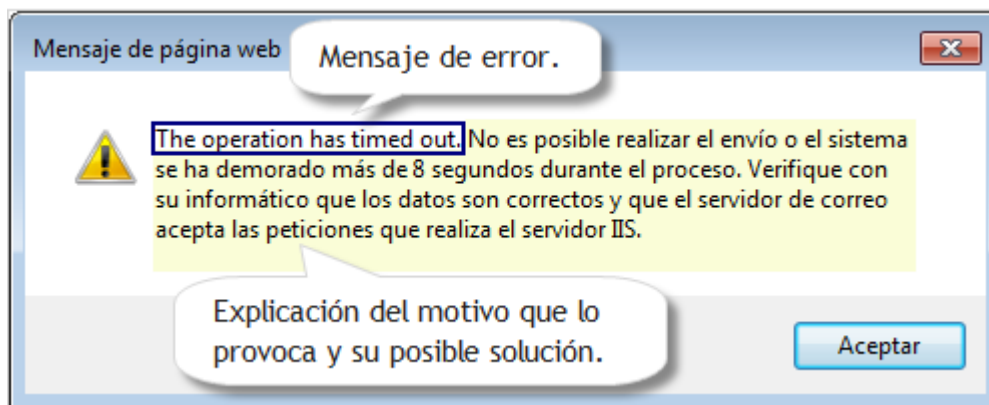 Mensaje de página web
Mensaje de error.
The operation has timed out. No es posible realizar el envío o el sistema
se ha demorado más de 8 segundos durante el proceso. Verifique con
su informático que los datos son correctos y que el servidor de correo
acepta las peticiones que realiza el servidor IIS.
Explicación del motivo que lo
provoca y su posible solución.
Aceptar